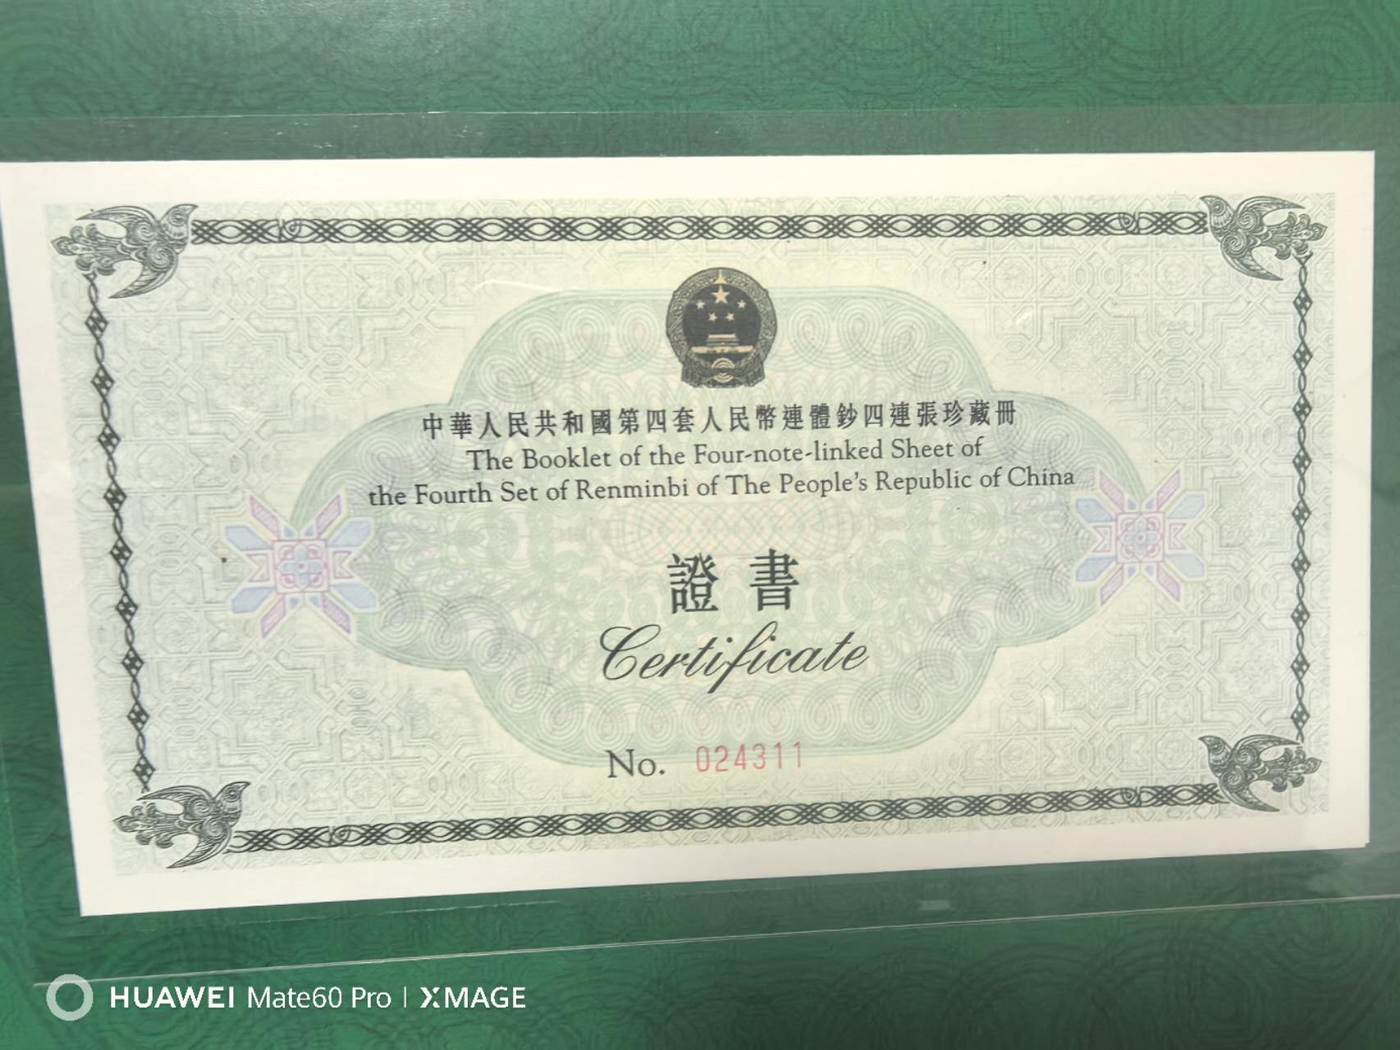 中華人民共和國第四套人民幣連體鈔四連張珍藏冊
The Booklet of the Four-note-linked Sheet of
the Fourth Set of Renminbi of The People's Republic of China
證書
Certificate
No. 024311
HUAWEI Mate60 Pro | XMAGE